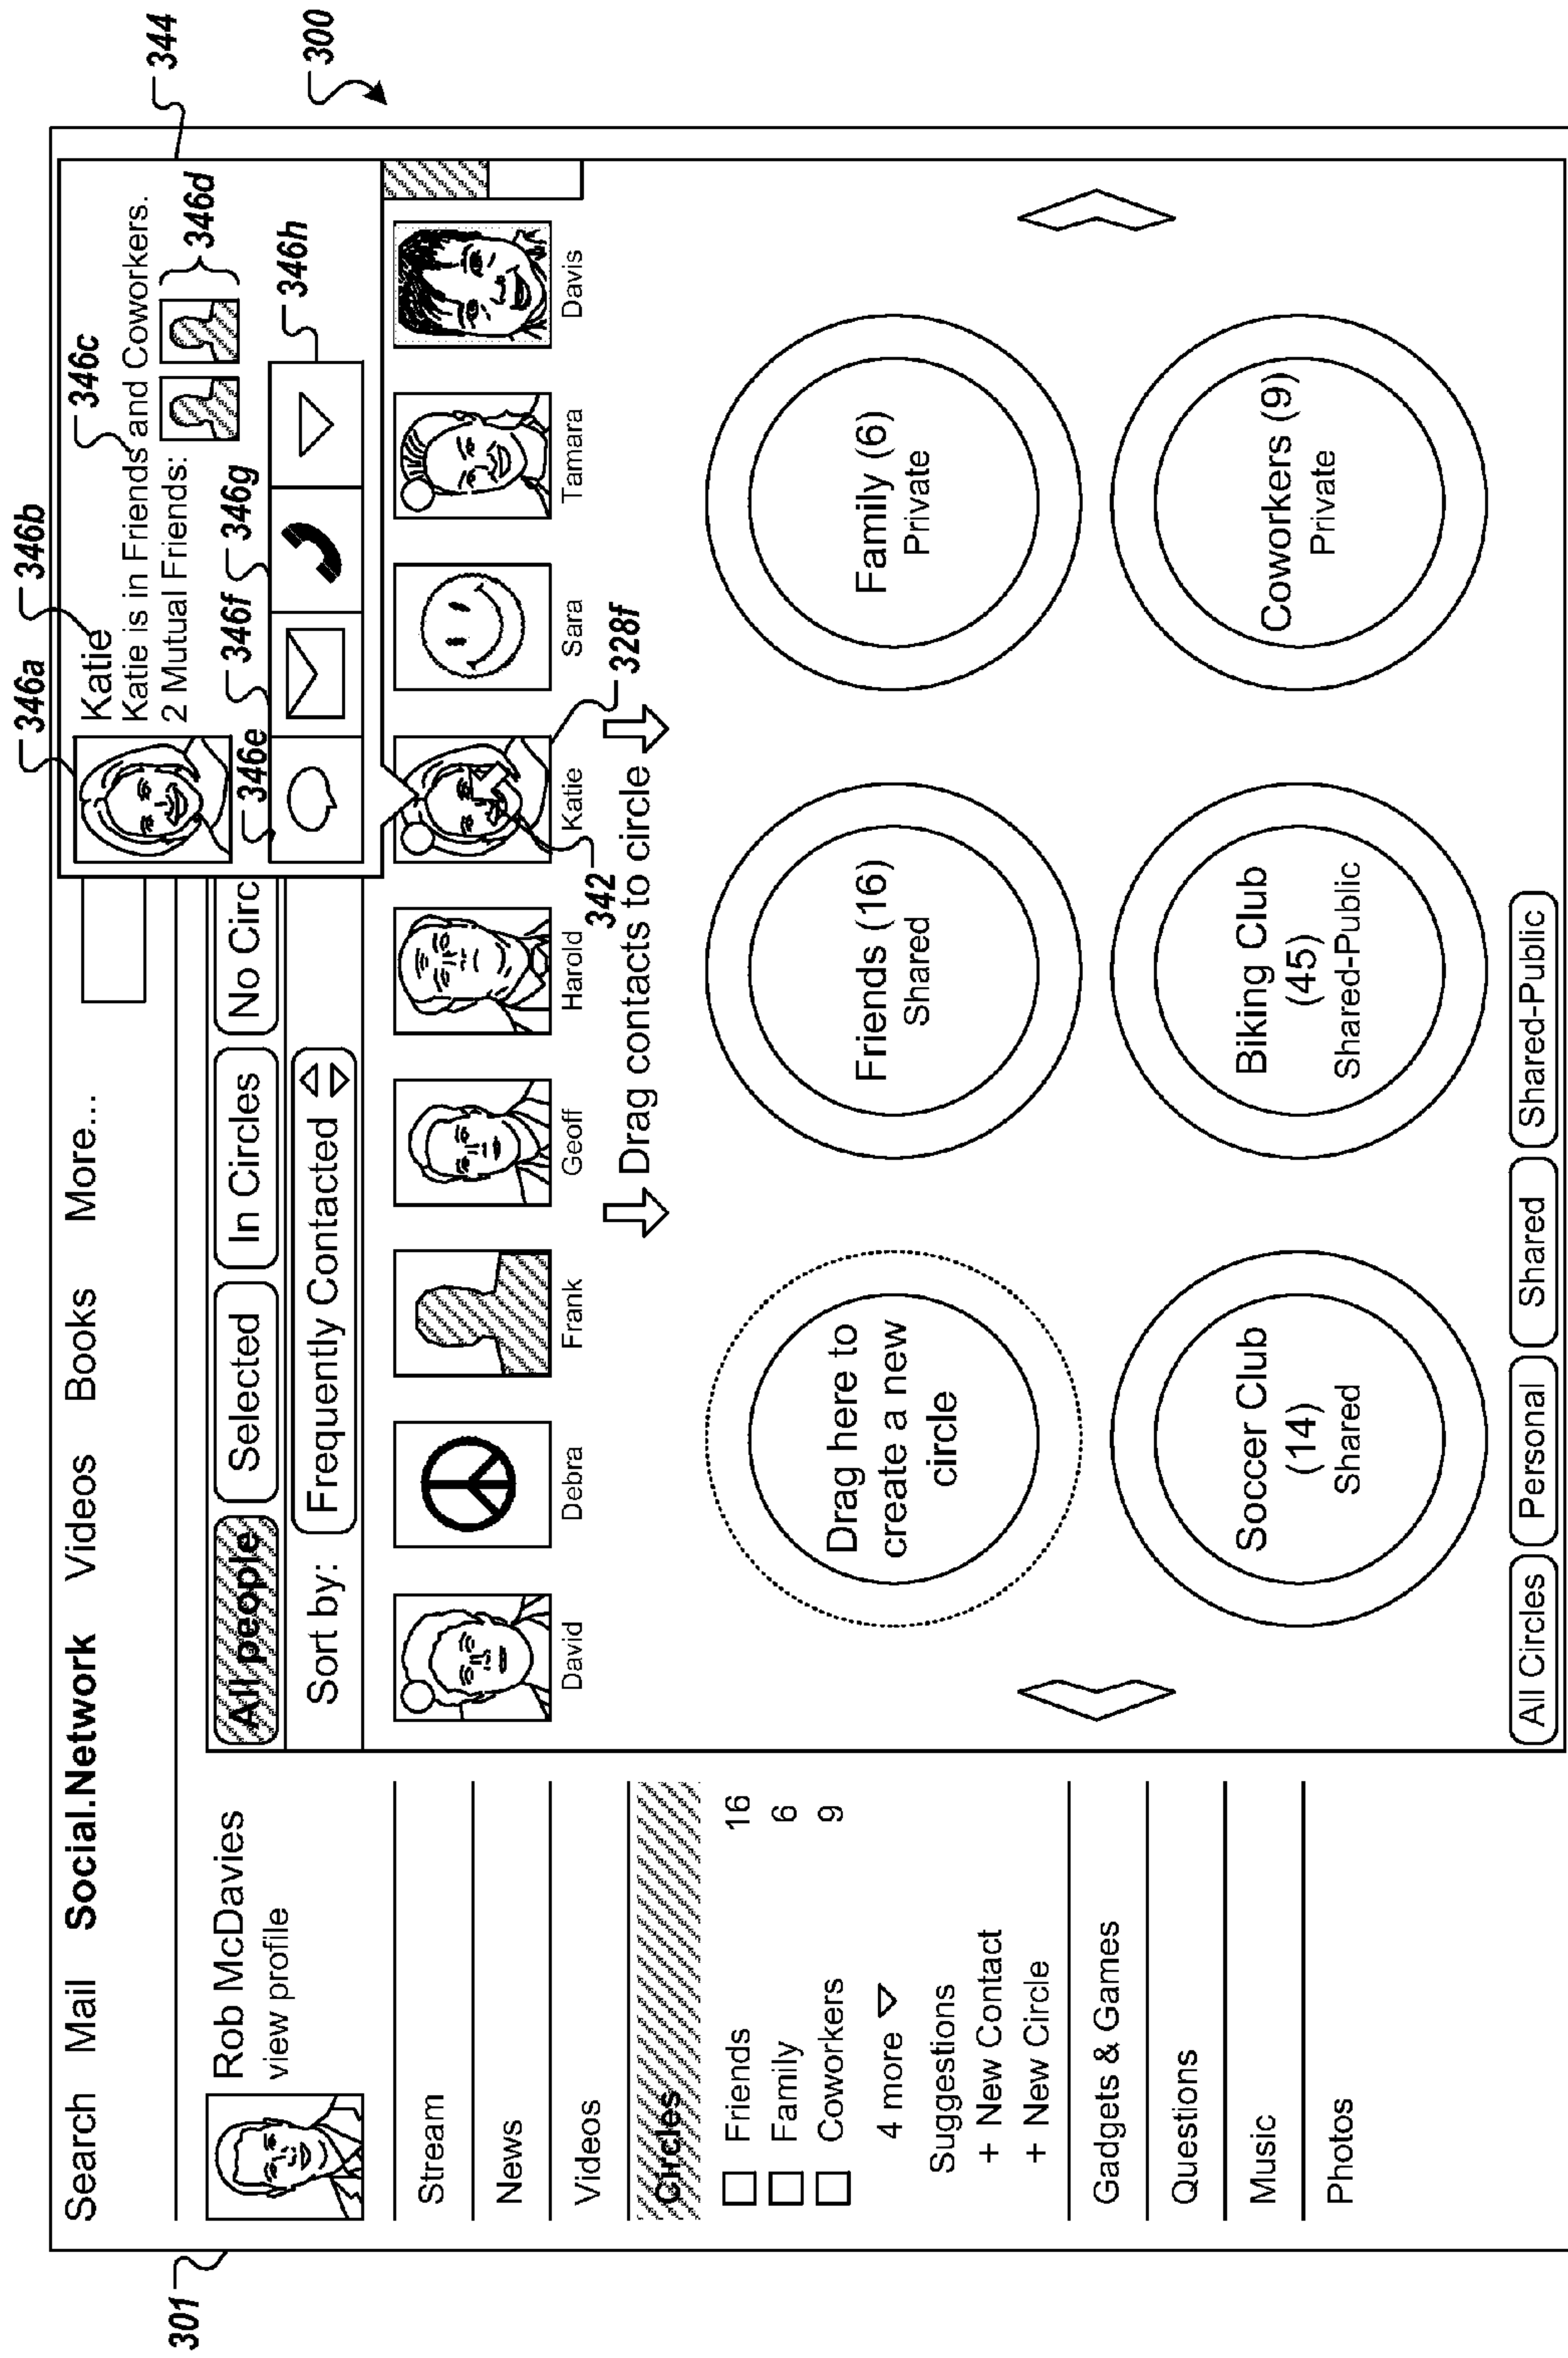 301
300
344
346a
346b
346c
346d
346e
346f
346g
346h
Search Mail Social.Network Videos Books More...
Katie
Katie is in Friends and Coworkers.
2 Mutual Friends:
Rob McDavies
view profile
All people Selected In Circles No Circ
Sort by: Frequently Contacted
David Debra Frank Geoff Harold Katie Sara Tamara Davis
342
328f
Drag contacts to circle
Stream
News
Videos
Circles
Friends 16
Family 6
Coworkers 9
4 more
Suggestions
+ New Contact
+ New Circle
Gadgets & Games
Questions
Music
Photos
Drag here to
create a new
circle
Friends (16)
Shared
Family (6)
Private
Soccer Club
(14)
Shared
Biking Club
(45)
Shared-Public
Coworkers (9)
Private
All Circles Personal Shared Shared-Public